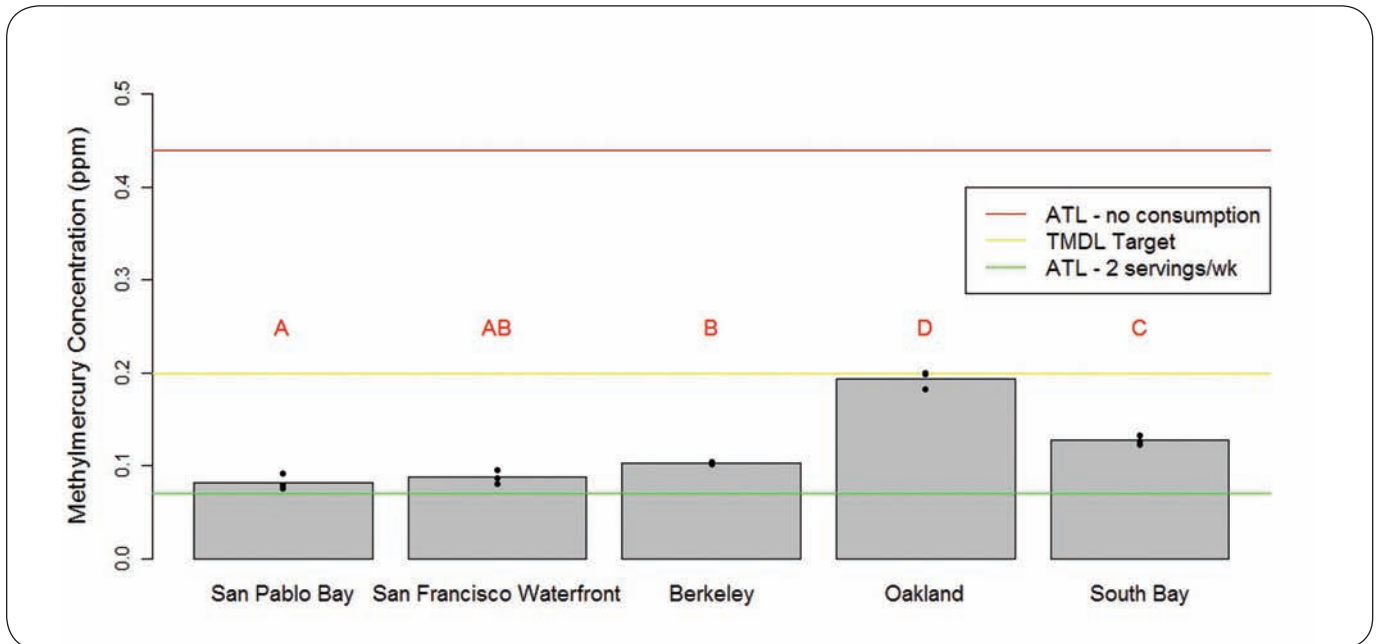 Methylmercury Concentration (ppm)
0.5
0.4
0.3
0.2
0.1
0.0
ATL - no consumption
TMDL Target
ATL - 2 servings/wk
A
AB
B
D
C
San Pablo Bay
San Francisco Waterfront
Berkeley
Oakland
South Bay